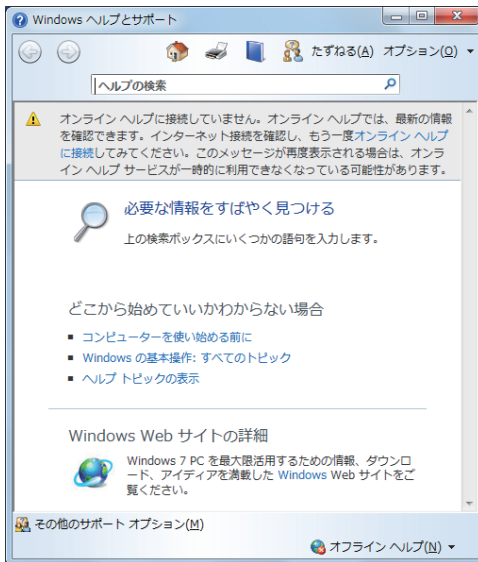 Windows ヘルプとサポート
たずねる(A) オプション(O)
ヘルプの検索
オンライン ヘルプに接続していません。オンライン ヘルプでは、最新の情報
を確認できます。インターネット接続を確認し、もう一度オンライン ヘルプ
に接続してみてください。このメッセージが再度表示される場合は、オンラ
イン ヘルプ サービスが一時的に利用できなくなっている可能性があります。
必要な情報をすばやく見つける
上の検索ボックスにいくつかの語句を入力します。
どこから始めていいかわからない場合
コンピューターを使い始める前に
Windows の基本操作: すべてのトピック
ヘルプ トピックの表示
Windows Web サイトの詳細
Windows 7 PC を最大限活用するための情報、ダウンロ
ード、アイディアを満載した Windows Web サイトをご
覧ください。
その他のサポート オプション(M)
オフライン ヘルプ(N)